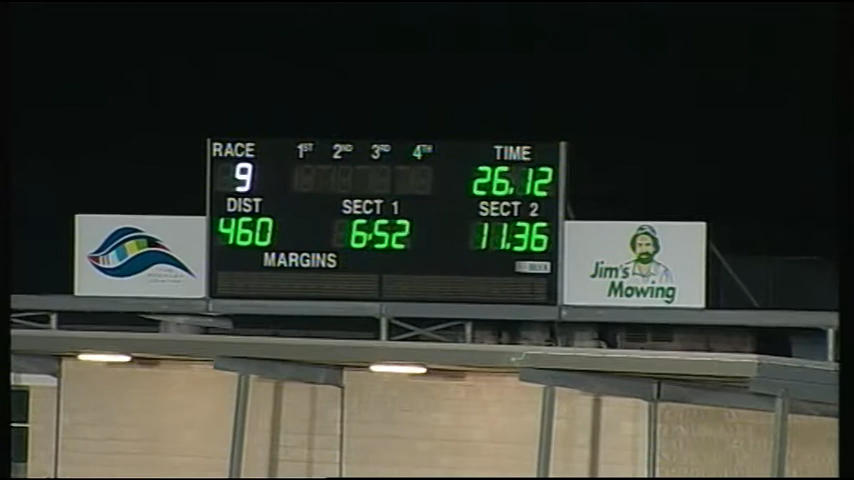 RACE 1ST 2ND 3RD 4TH TIME
9 26.12
DIST SECT 1 SECT 2
460 6.52 11.36
MARGINS
Jim's
Mowing